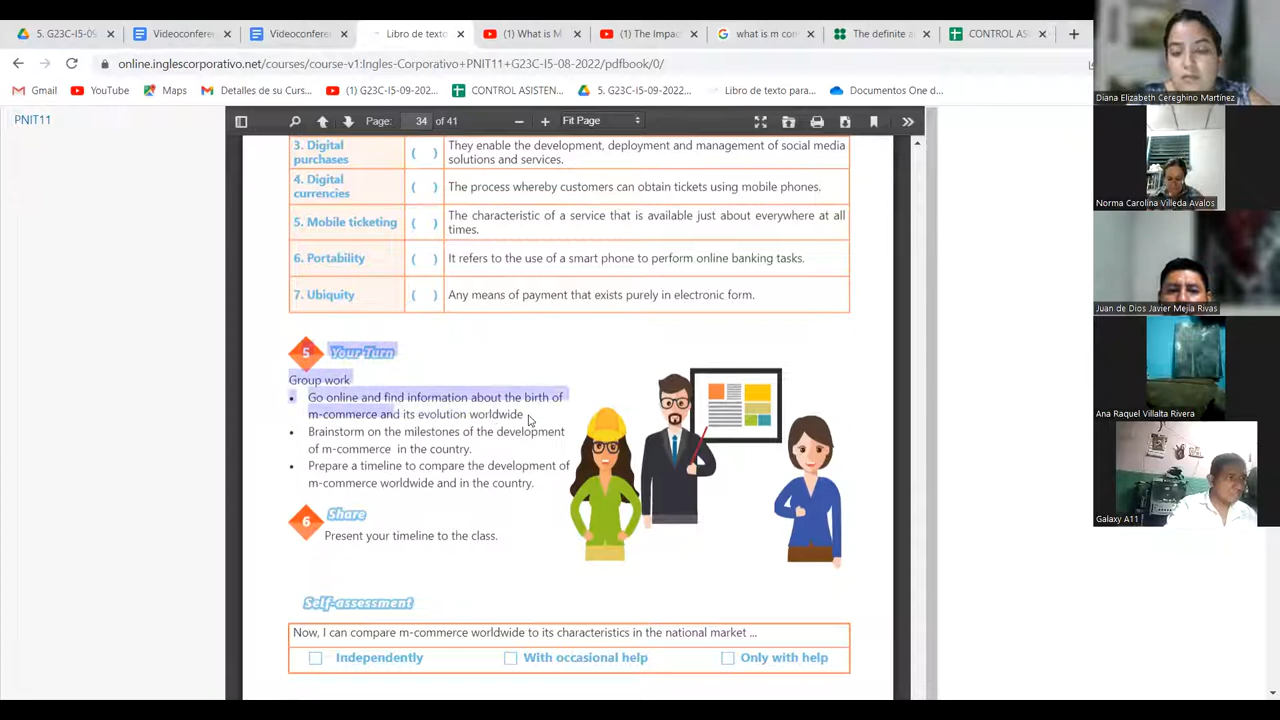 5. G23C-I5-09
Videoconfere
Videoconferen
Libro de texto
(1) What is M
(1) The Impac
what is m com
The definite a
CONTROL ASI
online.inglescorporativo.net/courses/course-v1:Ingles-Corporativo+PNIT11+G23C-I5-08-2022/pdfbook/0/
Gmail
YouTube
Maps
Detalles de su Curs...
(1) G23C-I5-09-202...
CONTROL ASISTEN...
5. G23C-I5-09-2022...
Libro de texto para...
Documentos One d...
PNIT11
Page: 34 of 41
Fit Page
3. Digital purchases ( ) They enable the development, deployment and management of social media
solutions and services.
4. Digital currencies ( ) The process whereby customers can obtain tickets using mobile phones.
5. Mobile ticketing ( ) The characteristic of a service that is available just about everywhere at all
times.
6. Portability ( ) It refers to the use of a smart phone to perform online banking tasks.
7. Ubiquity ( ) Any means of payment that exists purely in electronic form.
5 Your Turn
Group work
• Go online and find information about the birth of
m-commerce and its evolution worldwide
• Brainstorm on the milestones of the development
of m-commerce in the country.
• Prepare a timeline to compare the development of
m-commerce worldwide and in the country.
6 Share
Present your timeline to the class.
Self-assessment
Now, I can compare m-commerce worldwide to its characteristics in the national market ...
Independently
With occasional help
Only with help
Diana Elizabeth Cereghino Martínez
Norma Carolina Villeda Avalos
Juan de Dios Javier Mejía Rivas
Ana Raquel Villalta Rivera
Galaxy A11